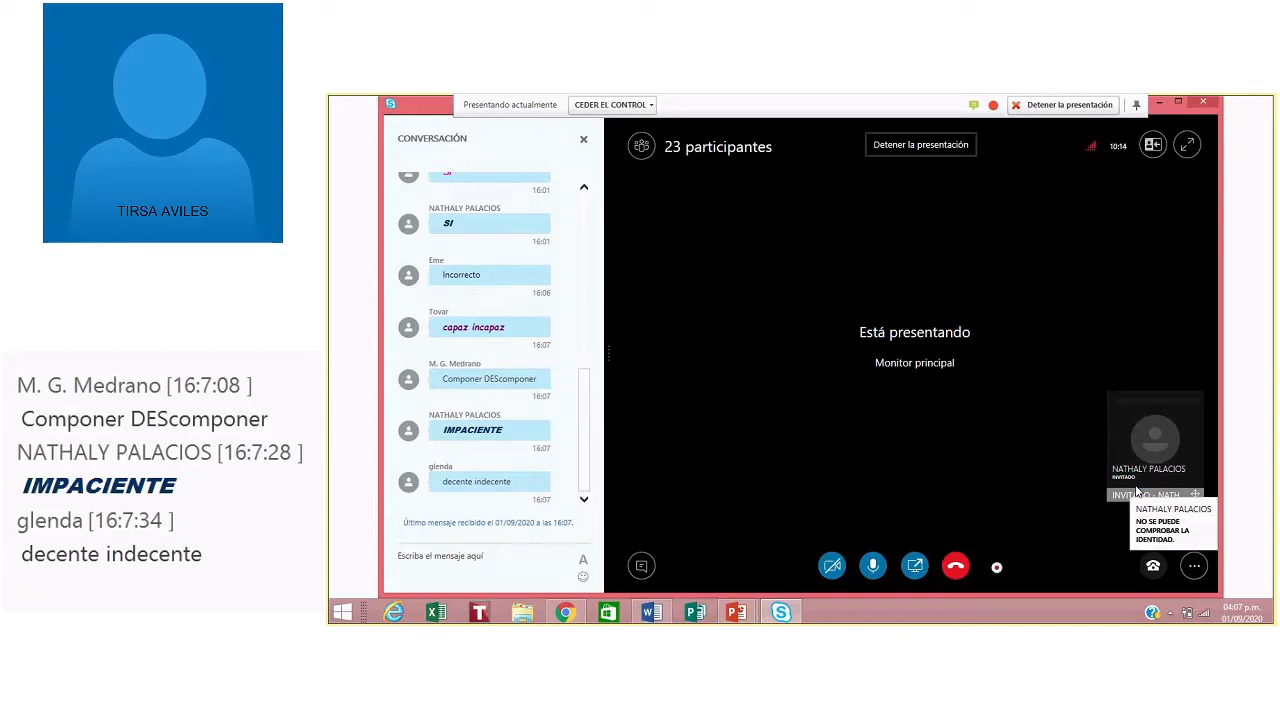 TIRSA AVILES
M. G. Medrano [16:7:08 ]
Componer DEScomponer
NATHALY PALACIOS [16:7:28 ]
IMPACIENTE
glenda [16:7:34 ]
decente indecente
Presentando actualmente
CEDER EL CONTROL
Detener la presentación
CONVERSACIÓN
16:01
NATHALY PALACIOS
SI
16:01
Eme
Incorrecto
16:06
Tovar
capaz incapaz
16:07
M. G. Medrano
Componer DEScomponer
16:07
NATHALY PALACIOS
IMPACIENTE
16:07
glenda
decente indecente
16:07
Último mensaje recibido el 01/09/2020 a las 16:07.
Escriba el mensaje aquí
23 participantes
Detener la presentación
10:14
Está presentando
Monitor principal
NATHALY PALACIOS
INVITADO
NATHALY PALACIOS
NO SE PUEDE
COMPROBAR LA
IDENTIDAD.
04:07 p.m.
01/09/2020